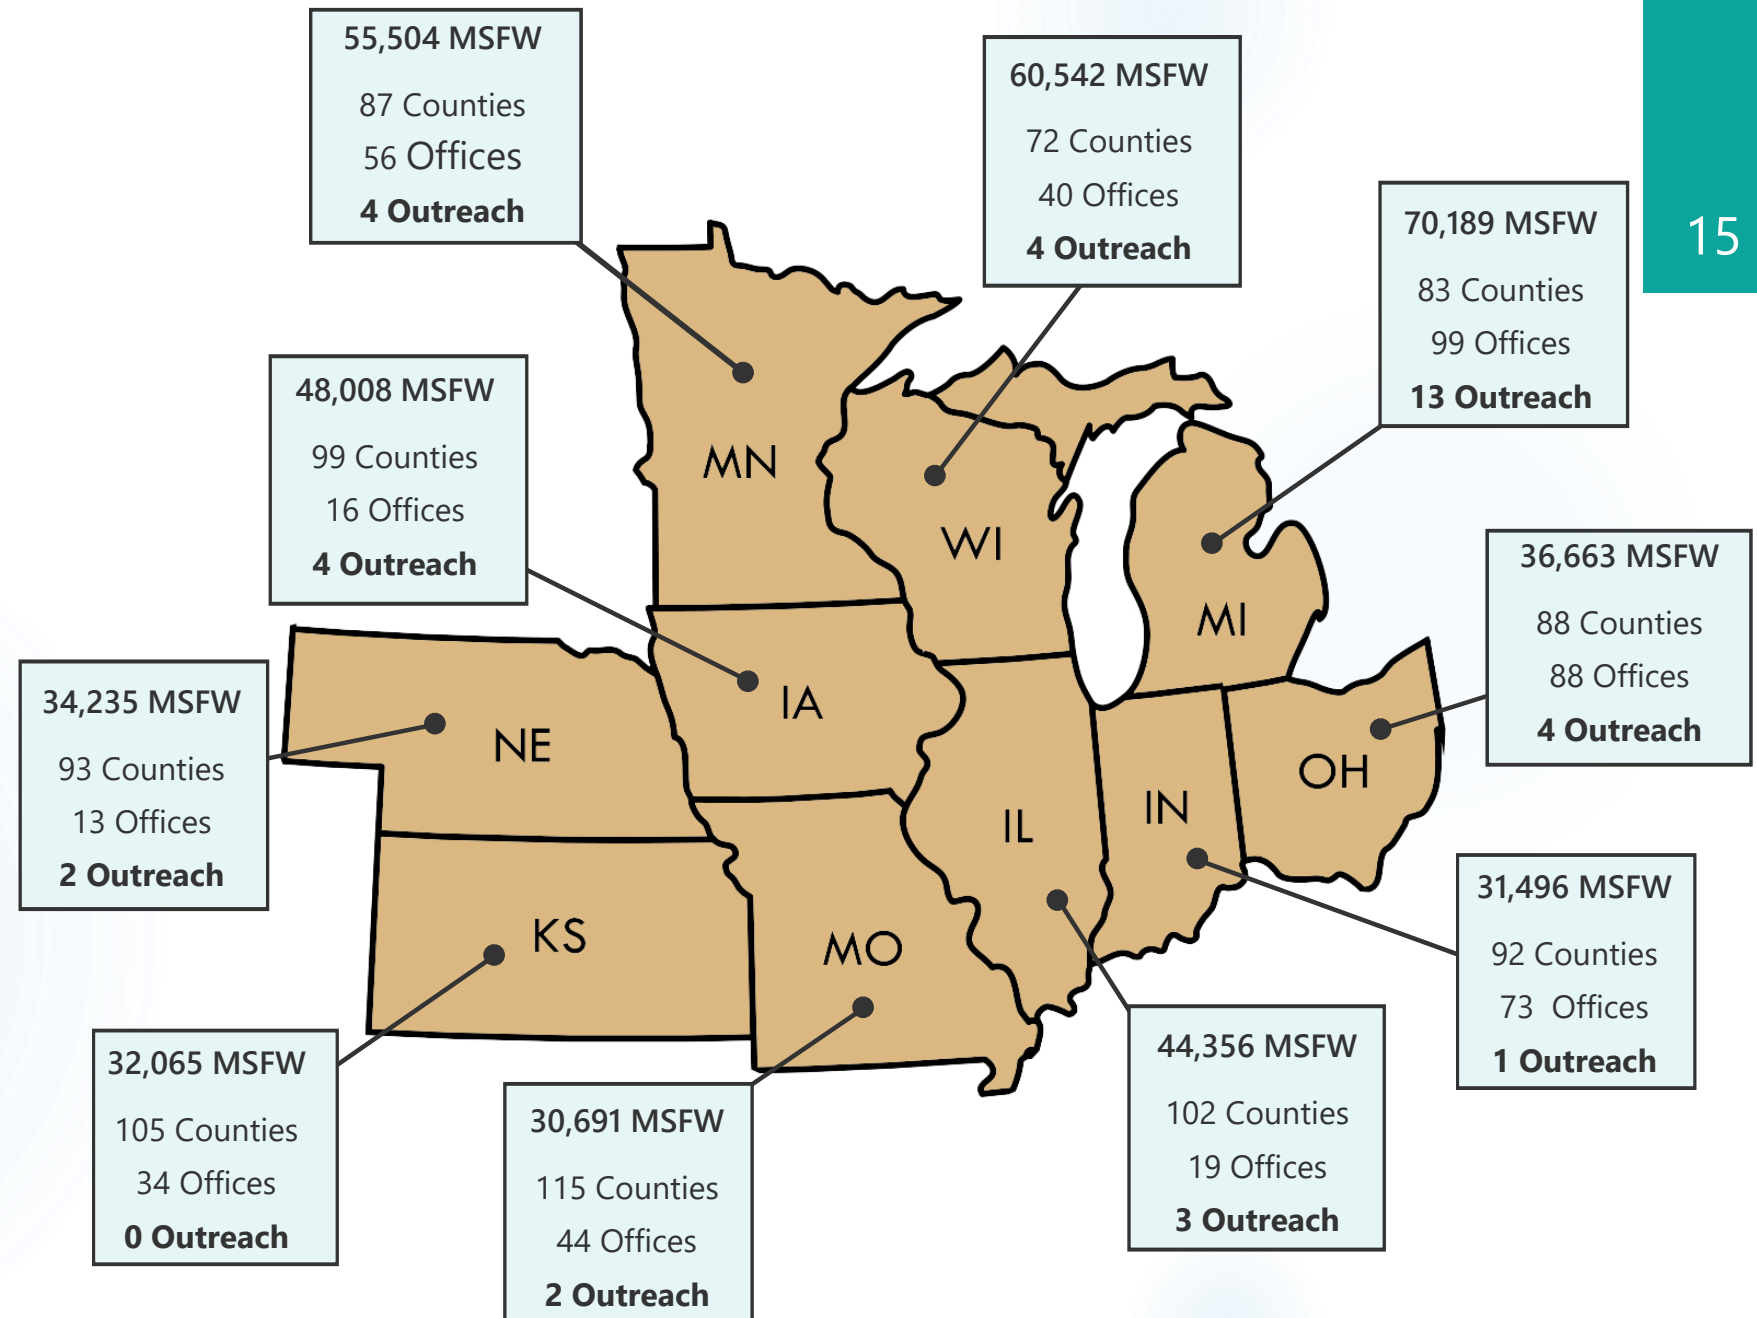 55,504 MSFW
87 Counties
56 Offices
4 Outreach
60,542 MSFW
72 Counties
40 Offices
4 Outreach
70,189 MSFW
83 Counties
99 Offices
13 Outreach
15
48,008 MSFW
99 Counties
16 Offices
4 Outreach
36,663 MSFW
88 Counties
88 Offices
4 Outreach
34,235 MSFW
93 Counties
13 Offices
2 Outreach
31,496 MSFW
92 Counties
73 Offices
1 Outreach
32,065 MSFW
105 Counties
34 Offices
0 Outreach
30,691 MSFW
115 Counties
44 Offices
2 Outreach
44,356 MSFW
102 Counties
19 Offices
3 Outreach
MN
WI
MI
NE
IA
IL
IN
OH
KS
MO